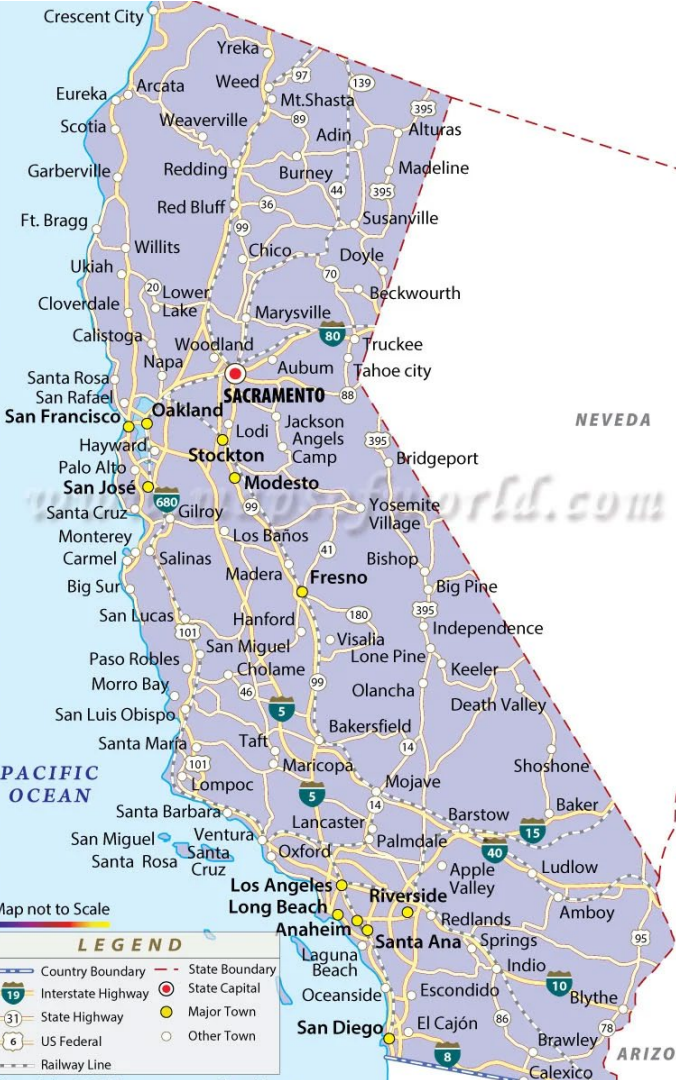 Crescent City
Yreka
97
Weed
139
Arcata
Eureka
Mt.Shasta
395
Weaverville
89
Scotia
Adin
Alturas
Garberville
Redding
Burney
Madeline
44
395
Red Bluff
36
Ft. Bragg
99
Susanville
Willits
Chico
Doyle
Ukiah
70
20
Lower
Lake
Beckwourth
Cloverdale
Marysville
Calistoga
Woodland
80
Truckee
Napa
Aubum
Tahoe city
Santa Rosa
SACRAMENTO
88
San Rafael
San Francisco
Oakland
Jackson
NEVEDA
Lodi
Angels
Camp
395
Hayward
Stockton
Bridgeport
Palo Alto
San José
Modesto
680
www.mapsofworld.com
Santa Cruz
Gilroy
99
Yosemite
Village
Monterey
Los Baños
41
Carmel
Salinas
Bishop
Madera
Fresno
Big Sur
Big Pine
San Lucas
Hanford
180
395
101
Independence
San Miguel
Visalia
Paso Robles
Lone Pine
Cholame
Keeler
Morro Bay
46
99
Olancha
Death Valley
5
San Luis Obispo
Bakersfield
Santa Maria
Taft
14
101
Maricopa
Shoshone
PACIFIC
OCEAN
Lompoc
5
Mojave
14
Santa Barbara
Lancaster
Barstow
15
Baker
San Miguel
Ventura
Palmdale
40
Santa Rosa
Santa
Cruz
Oxford
Apple
Valley
Ludlow
Los Angeles
Riverside
Long Beach
Amboy
Map not to Scale
Anaheim
Redlands
Santa Ana
Springs
95
LEGEND
Laguna
Beach
Indio
Country Boundary
State Boundary
10
19
Interstate Highway
State Capital
Oceanside
Escondido
Blythe
31
State Highway
Major Town
San Diego
El Cajón
86
78
6
US Federal
Other Town
Brawley
8
ARIZO
Railway Line
Calexico